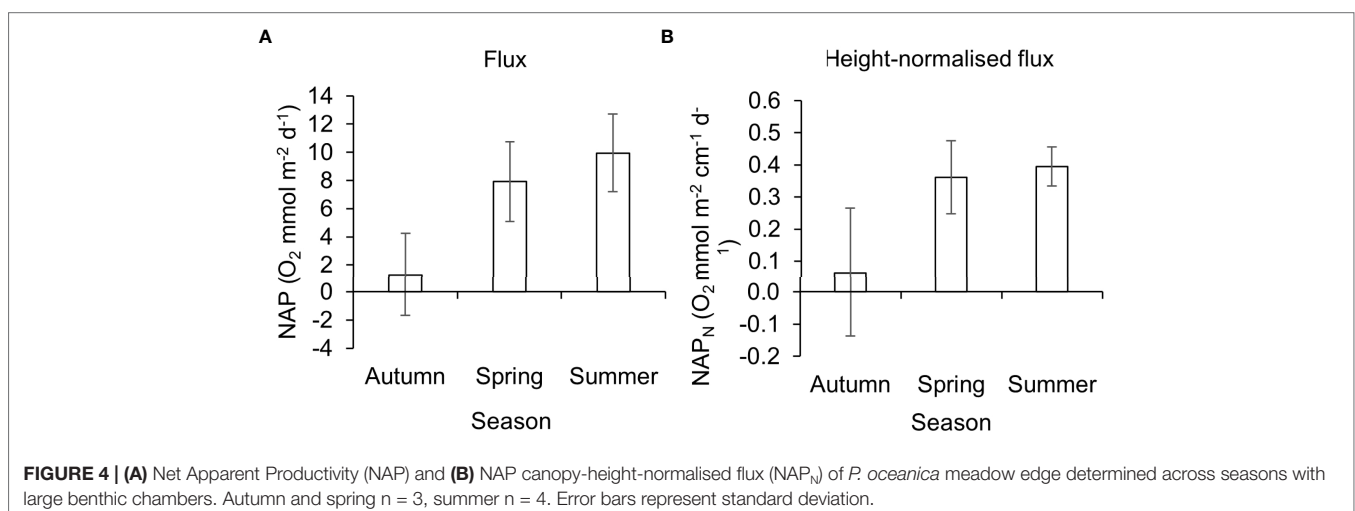 A
Flux
NAP (O₂ mmol m⁻² d⁻¹)
14
12
10
8
6
4
2
0
-2
-4
Autumn Spring Summer
Season
B
Height-normalised flux
NAP_N (O₂ mmol m⁻² cm⁻¹ d⁻
1)
0.6
0.5
0.4
0.3
0.2
0.1
0.0
-0.1
-0.2
Autumn Spring Summer
Season
FIGURE 4 | (A) Net Apparent Productivity (NAP) and (B) NAP canopy-height-normalised flux (NAP_N) of P. oceanica meadow edge determined across seasons with
large benthic chambers. Autumn and spring n = 3, summer n = 4. Error bars represent standard deviation.